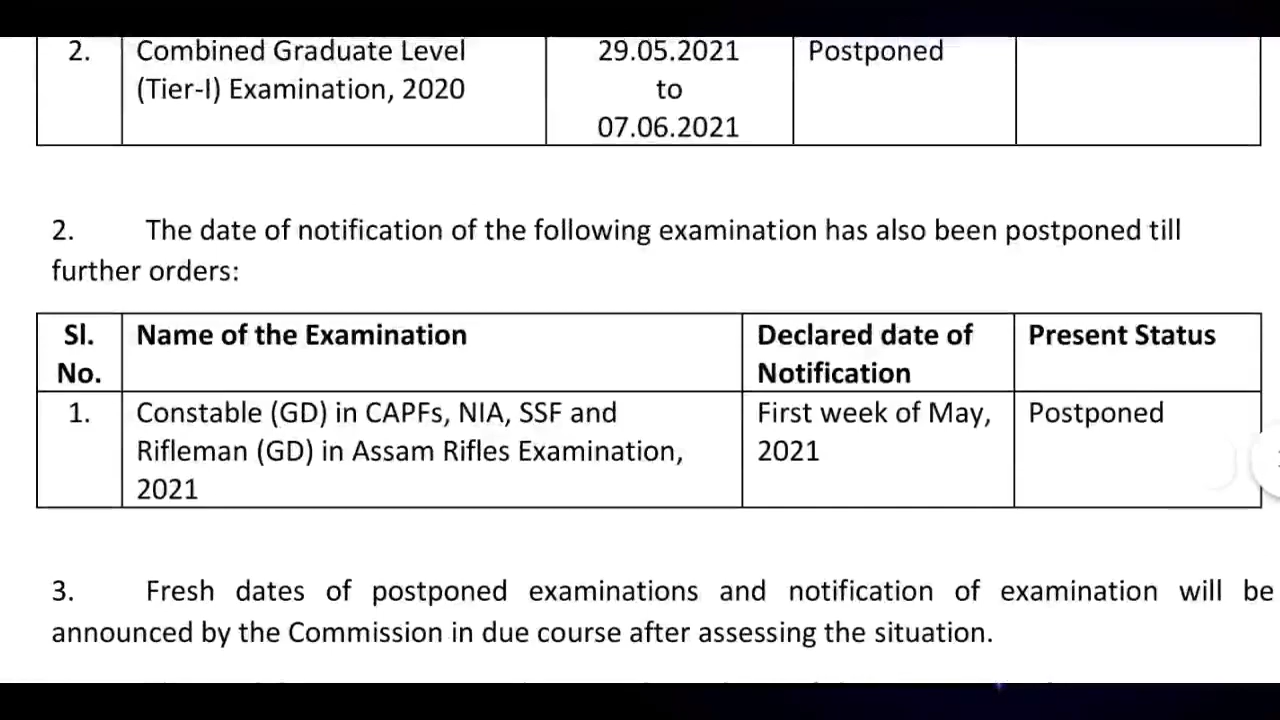 2. Combined Graduate Level 29.05.2021 Postponed
(Tier-I) Examination, 2020 to
07.06.2021
2. The date of notification of the following examination has also been postponed till
further orders:
Sl. Name of the Examination Declared date of Present Status
No. Notification
1. Constable (GD) in CAPFs, NIA, SSF and First week of May, Postponed
Rifleman (GD) in Assam Rifles Examination, 2021
2021
3. Fresh dates of postponed examinations and notification of examination will be
announced by the Commission in due course after assessing the situation.